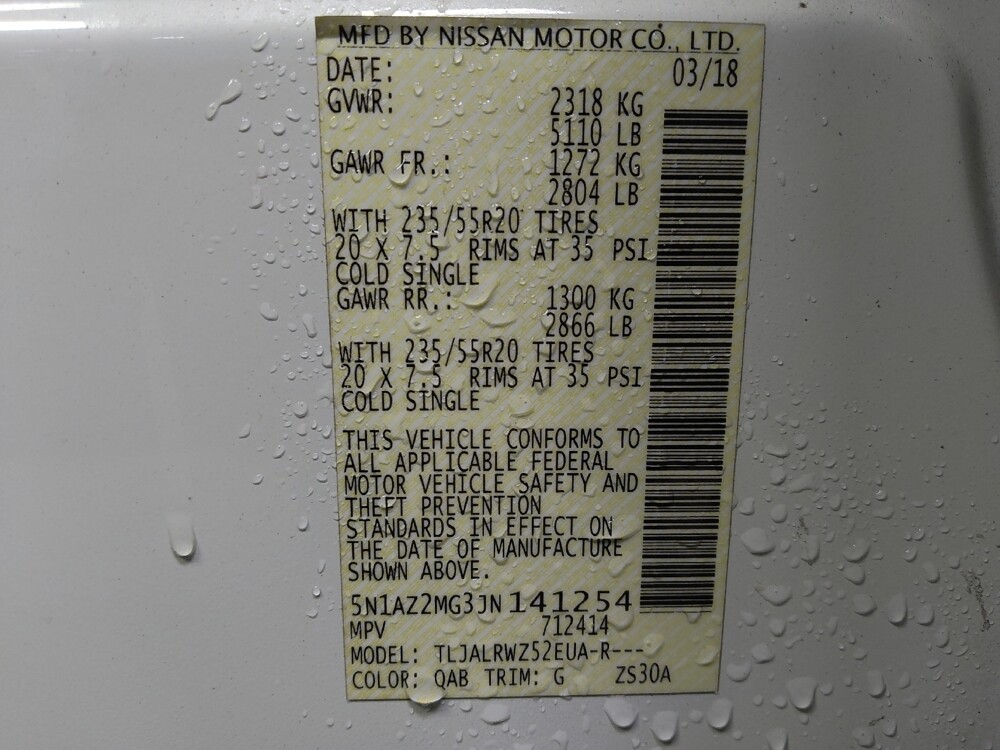 MFD BY NISSAN MOTOR CO., LTD.
DATE: 03/18
GVWR: 2318 KG
5110 LB
GAWR FR.: 1272 KG
2804 LB
WITH 235/55R20 TIRES
20 X 7.5 RIMS AT 35 PSI
COLD SINGLE
GAWR RR.: 1300 KG
2866 LB
WITH 235/55R20 TIRES
20 X 7.5 RIMS AT 35 PSI
COLD SINGLE
THIS VEHICLE CONFORMS TO
ALL APPLICABLE FEDERAL
MOTOR VEHICLE SAFETY AND
THEFT PREVENTION
STANDARDS IN EFFECT ON
THE DATE OF MANUFACTURE
SHOWN ABOVE.
5N1AZ2MG3JN141254
MPV 712414
MODEL: TLJALRWZ52EUA-R---
COLOR: QAB TRIM: G ZS30A